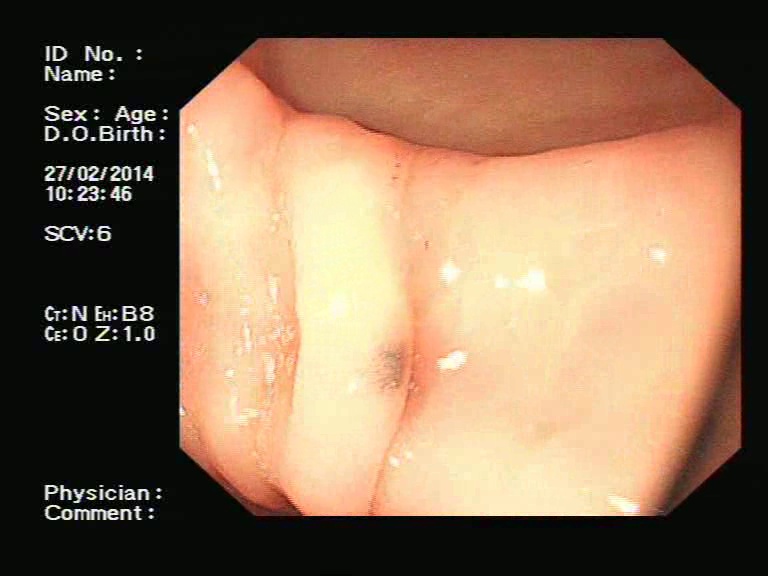 ID No. :
Name:
Sex: Age:
D.O.Birth:
27/02/2014
10:23:46
SCV:6
CT:N EH:B8
CE:0 Z:1.0
Physician:
Comment: